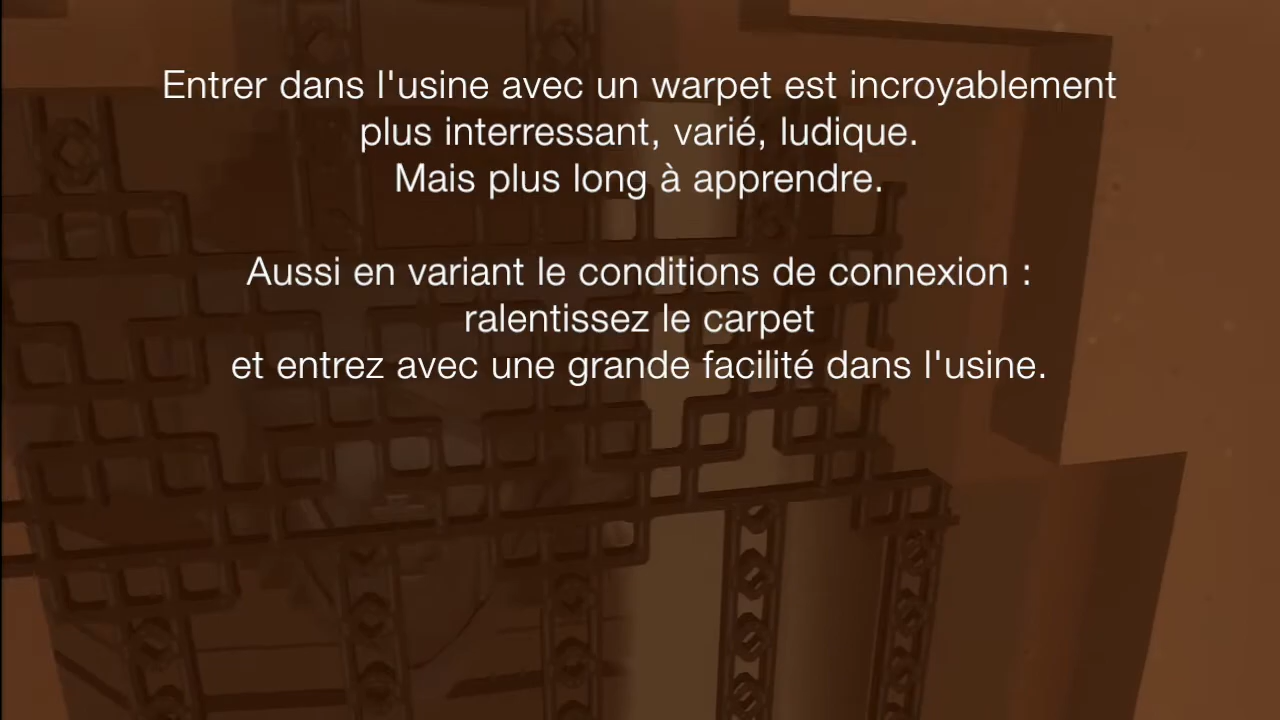 Entrer dans l'usine avec un warpet est incroyablement
plus interressant, varié, ludique.
Mais plus long à apprendre.
Aussi en variant le conditions de connexion :
ralentissez le carpet
et entrez avec une grande facilité dans l'usine.